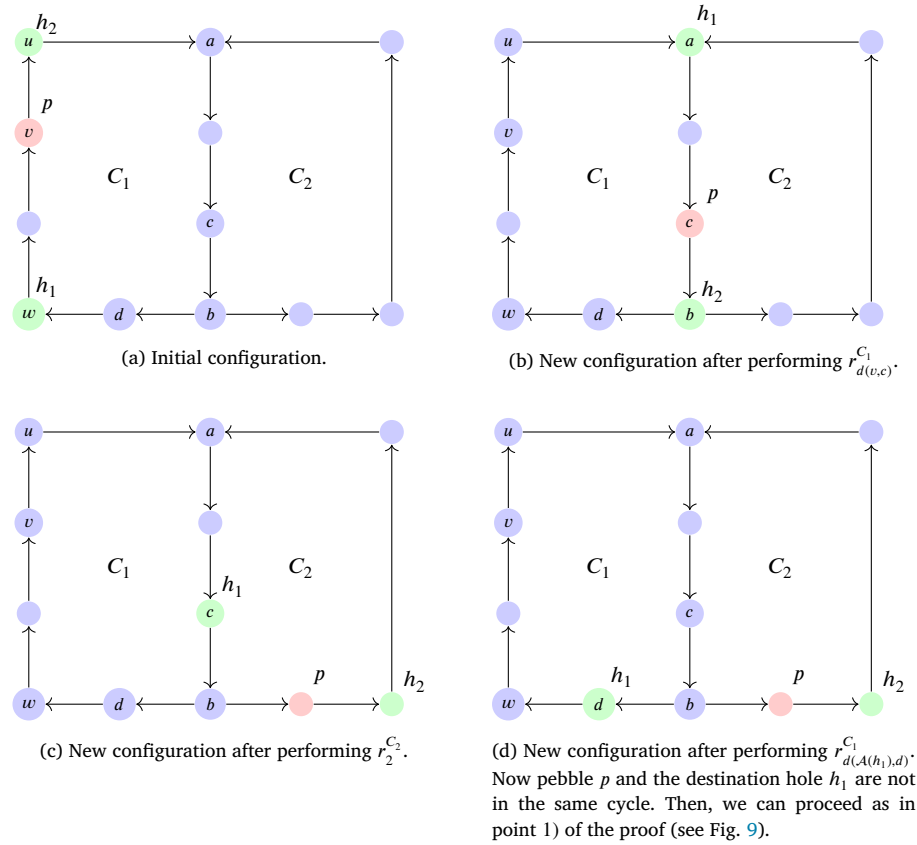 h₂ h₁
u a u a
p
v v
p
C₁ C₂ C₁ C₂
c c
h₁ h₂
w d b w d b
(a) Initial configuration.
(b) New configuration after performing r^{C₁}_{d(v,c)}.
u a u a
v v
C₁ C₂ C₁ C₂
h₁
c c
p h₂ h₁ p h₂
w d b w d b
(c) New configuration after performing r^{C₂}_{2}.
(d) New configuration after performing r^{C₁}_{d(𝒜(h₁),d)}.
Now pebble p and the destination hole h₁ are not
in the same cycle. Then, we can proceed as in
point 1) of the proof (see Fig. 9).